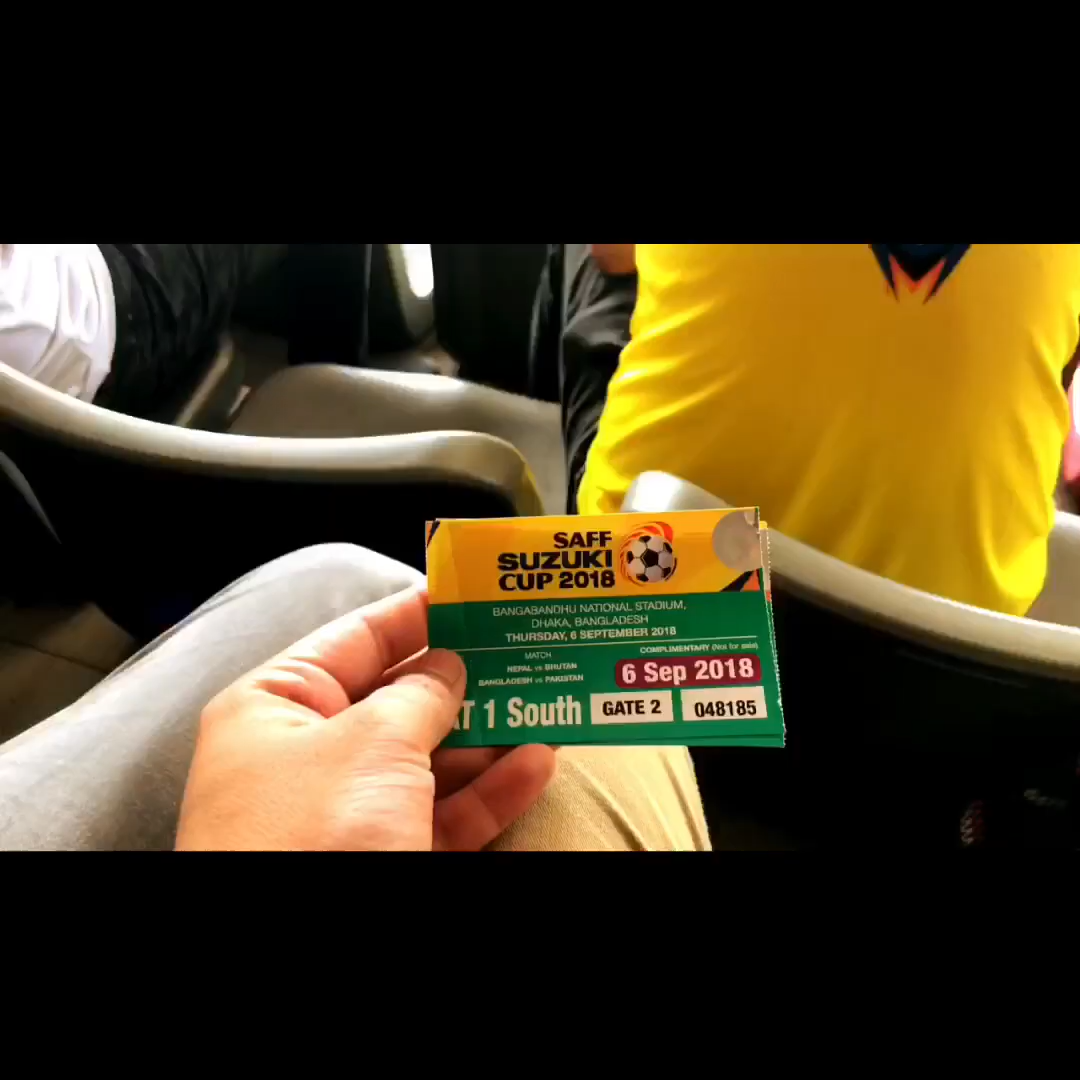 SAFF
SUZUKI
CUP 2018
BANGABANDHU NATIONAL STADIUM,
DHAKA, BANGLADESH
THURSDAY, 6 SEPTEMBER 2018
MATCH
NEPAL vs BHUTAN
BANGLADESH vs PAKISTAN
COMPLIMENTARY (Not for sale)
6 Sep 2018
1 South
GATE 2
048185